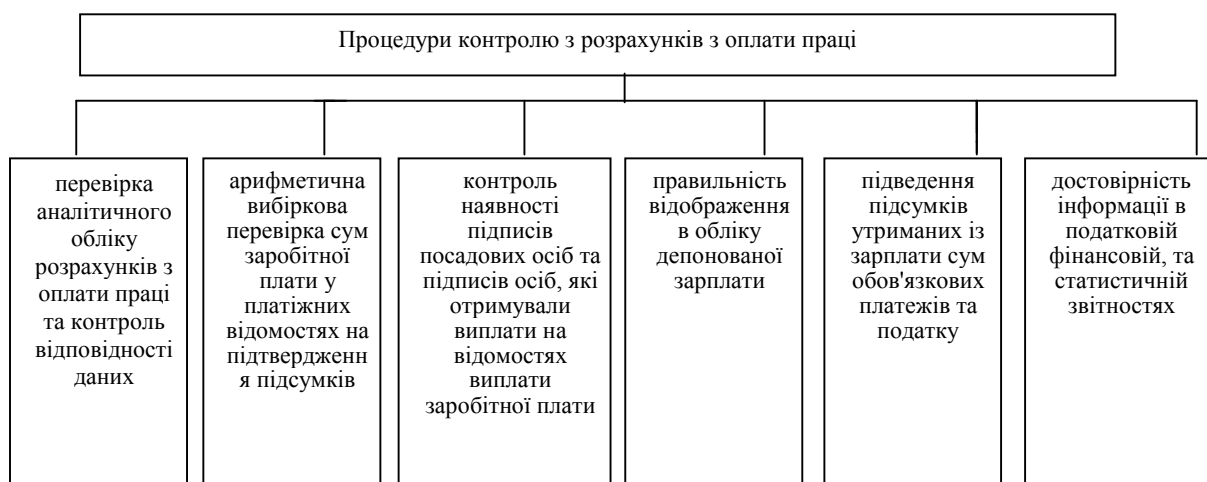 Процедури контролю з розрахунків з оплати праці
перевірка
аналітичного
обліку
розрахунків з
оплати праці
та контроль
відповідності
даних
арифметична
вибіркова
перевірка сум
заробітної
плати у
платіжних
відомостях на
підтвердженн
я підсумків
контроль
наявності
підписів
посадових осіб та
підписів осіб, які
отримували
виплати на
відомостях
виплати
заробітної плати
правильність
відображення
в обліку
депонованої
зарплати
підведення
підсумків
утриманих із
зарплати сум
обов'язкових
платежів та
податку
достовірність
інформації в
податковій
фінансовій, та
статистичній
звітностях